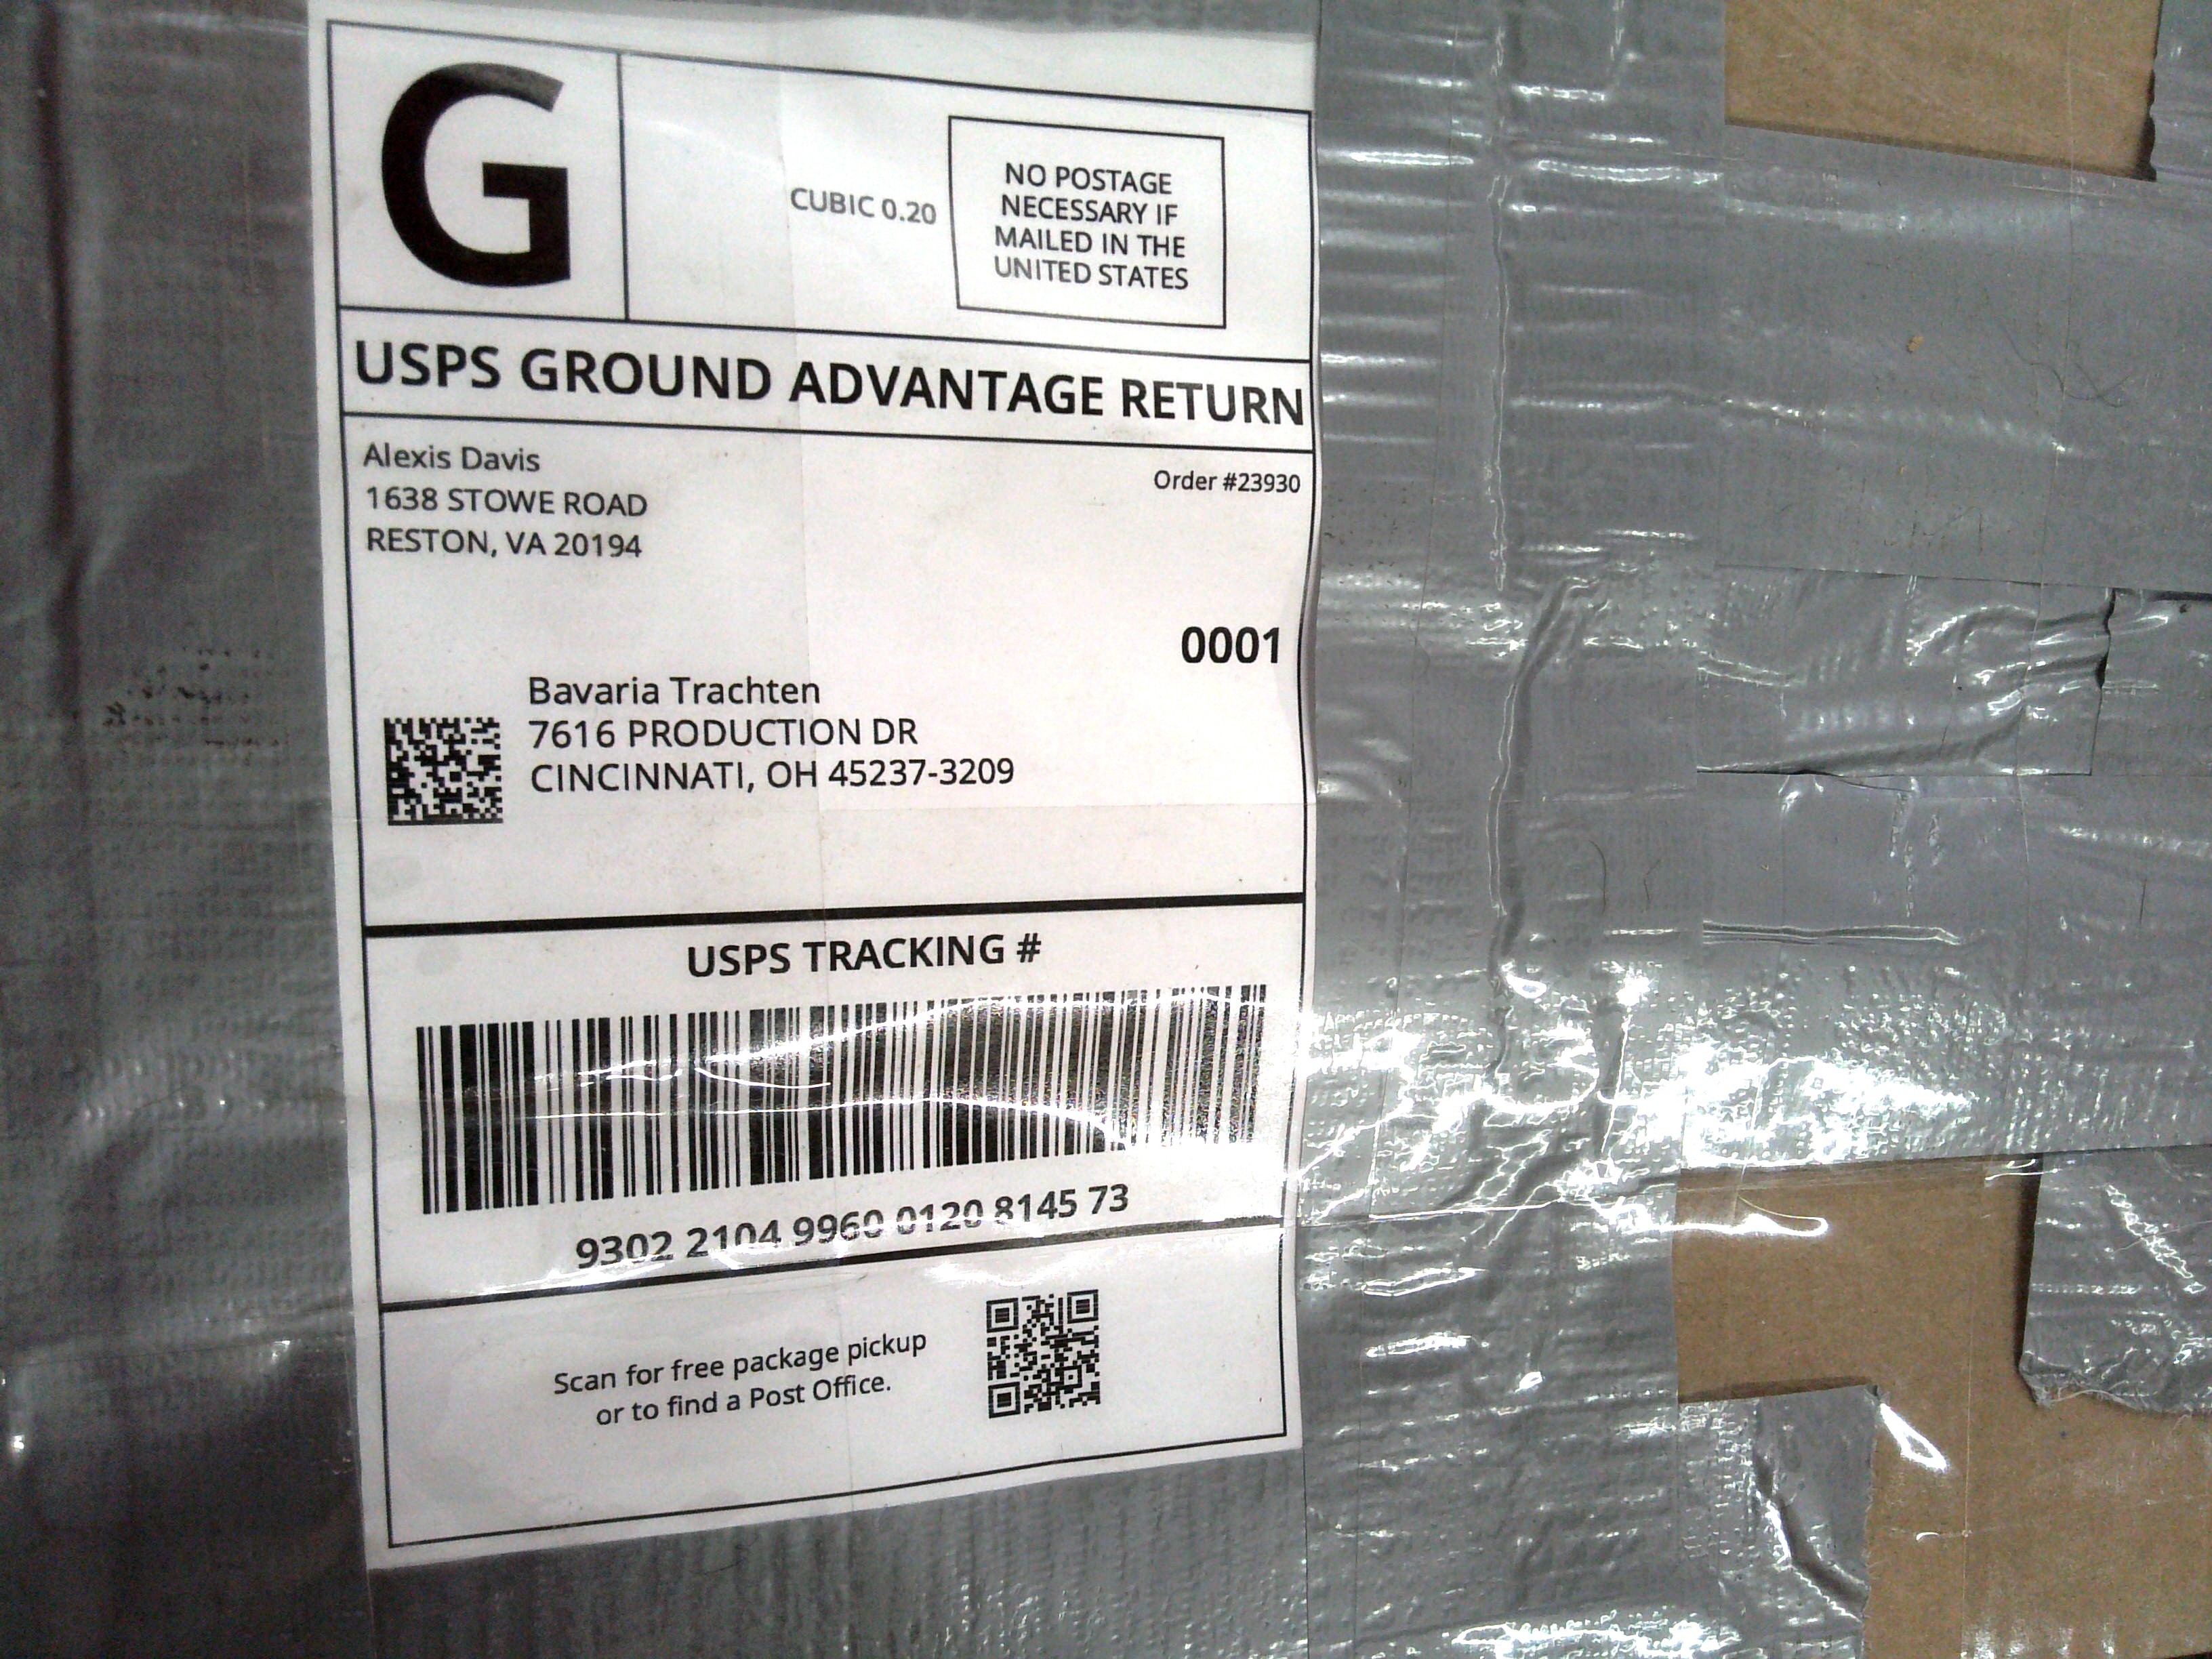 G
CUBIC 0.20
NO POSTAGE
NECESSARY IF
MAILED IN THE
UNITED STATES
USPS GROUND ADVANTAGE RETURN
Alexis Davis
1638 STOWE ROAD
RESTON, VA 20194
Order #23930
0001
Bavaria Trachten
7616 PRODUCTION DR
CINCINNATI, OH 45237-3209
USPS TRACKING #
9302 2104 9960 0120 8145 73
Scan for free package pickup
or to find a Post Office.